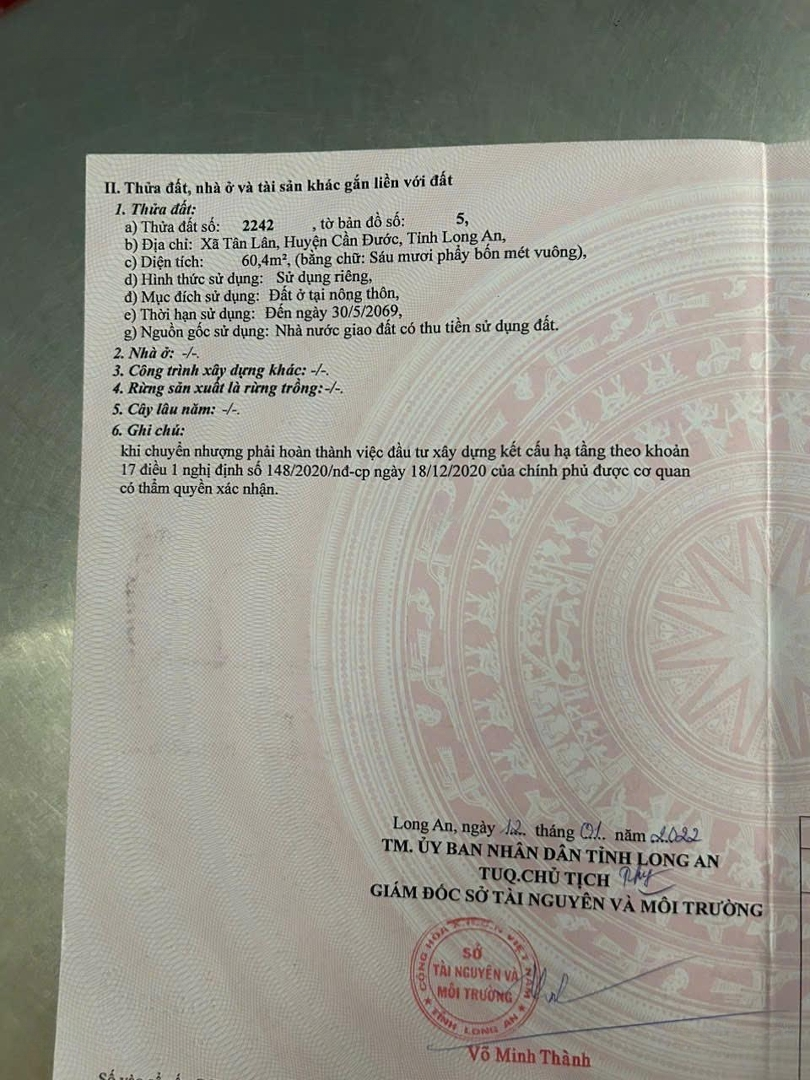 II. Thửa đất, nhà ở và tài sản khác gắn liền với đất
1. Thửa đất:
a) Thửa đất số: 2242 , tờ bản đồ số: 5,
b) Địa chỉ: Xã Tân Lân, Huyện Cần Đước, Tỉnh Long An,
c) Diện tích: 60,4m², (bằng chữ: Sáu mươi phẩy bốn mét vuông),
d) Hình thức sử dụng: Sử dụng riêng,
đ) Mục đích sử dụng: Đất ở tại nông thôn,
e) Thời hạn sử dụng: Đến ngày 30/5/2069,
g) Nguồn gốc sử dụng: Nhà nước giao đất có thu tiền sử dụng đất.
2. Nhà ở: -/-.
3. Công trình xây dựng khác: -/-.
4. Rừng sản xuất là rừng trồng:-/-.
5. Cây lâu năm: -/-.
6. Ghi chú:
khi chuyển nhượng phải hoàn thành việc đầu tư xây dựng kết cấu hạ tầng theo khoản
17 điều 1 nghị định số 148/2020/nđ-cp ngày 18/12/2020 của chính phủ được cơ quan
có thẩm quyền xác nhận.
Long An, ngày 12 tháng 01 năm 2022
TM. ỦY BAN NHÂN DÂN TỈNH LONG AN
TUQ.CHỦ TỊCH
GIÁM ĐỐC SỞ TÀI NGUYÊN VÀ MÔI TRƯỜNG
CỘNG HÒA X.H.C.N VIỆT NAM
SỞ
TÀI NGUYÊN VÀ
MÔI TRƯỜNG
TỈNH LONG AN
Võ Minh Thành